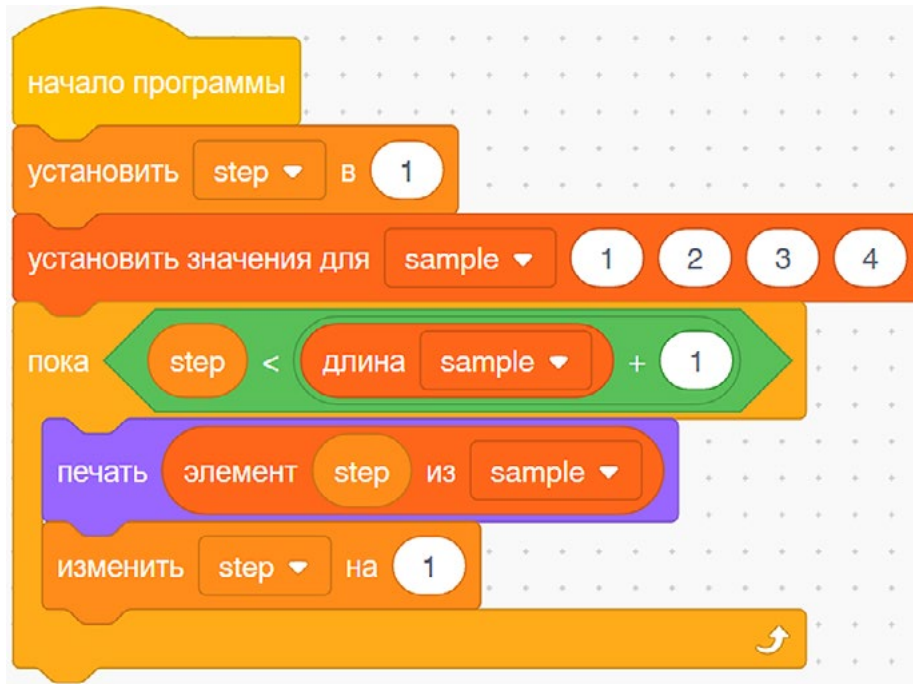 начало программы
установить step в 1
установить значения для sample 1 2 3 4
пока step < длина sample + 1
печать элемент step из sample
изменить step на 1